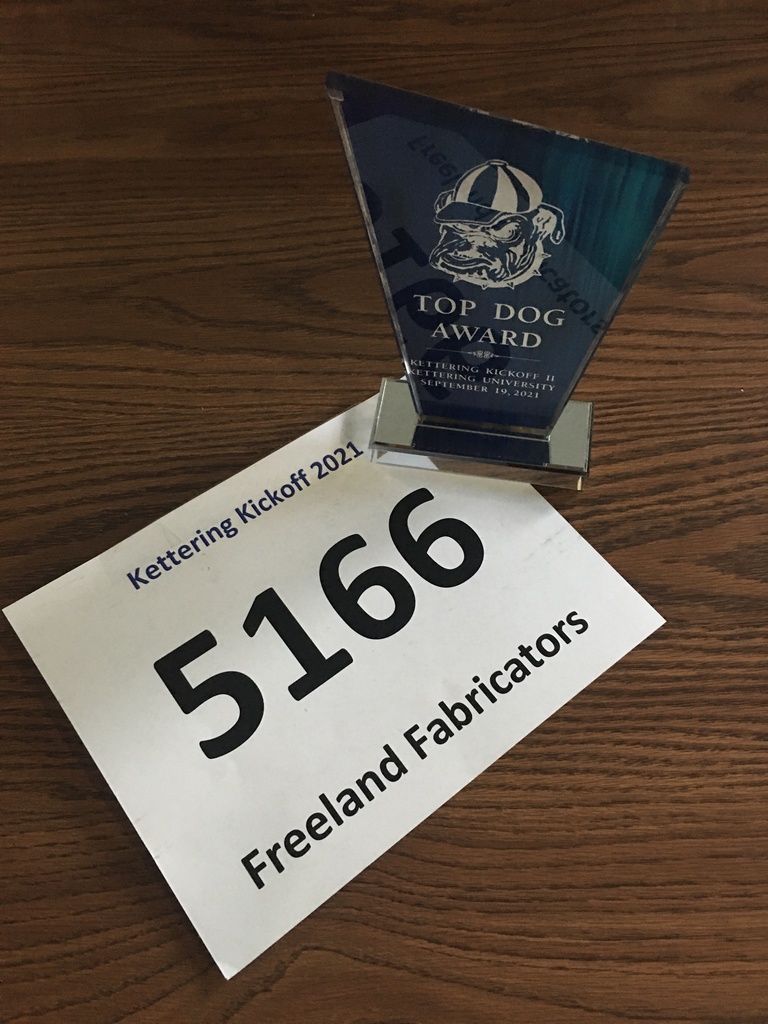 TOP DOG
AWARD
KETTERING KICKOFF II
KETTERING UNIVERSITY
SEPTEMBER 19, 2021
Kettering Kickoff 2021
5166
Freeland Fabricators